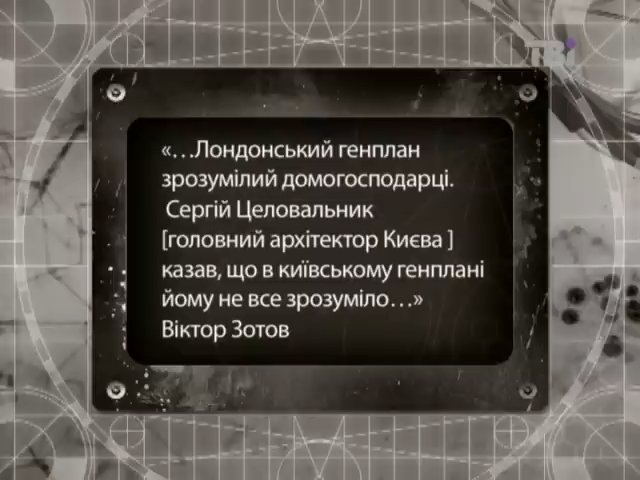 ТВі
«…Лондонський генплан
зрозумілий домогосподарці.
Сергій Целовальник
[головний архітектор Києва ]
казав, що в київському генплані
йому не все зрозуміло…»
Віктор Зотов